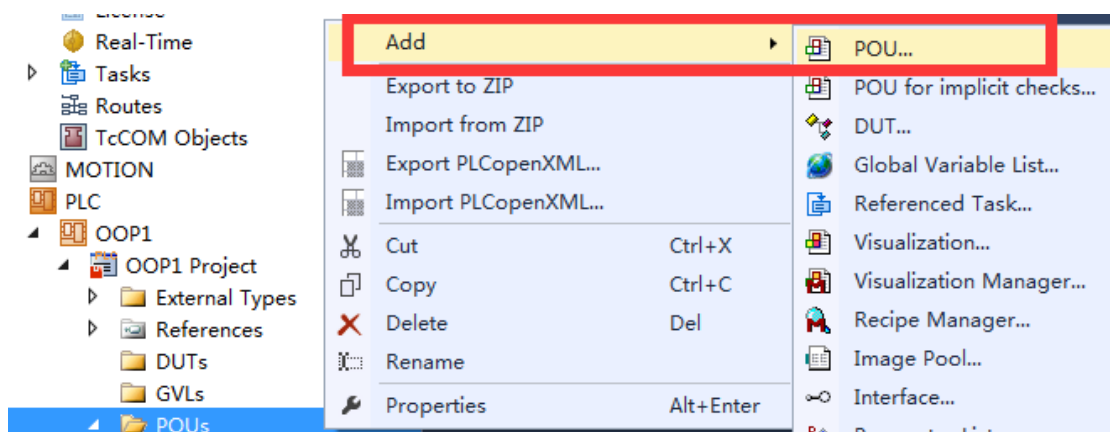 Real-Time
Tasks
Routes
TcCOM Objects
MOTION
PLC
OOP1
OOP1 Project
External Types
References
DUTs
GVLs
POUs
Add
Export to ZIP
Import from ZIP
Export PLCopenXML...
Import PLCopenXML...
Cut Ctrl+X
Copy Ctrl+C
Delete Del
Rename
Properties Alt+Enter
POU...
POU for implicit checks...
DUT...
Global Variable List...
Referenced Task...
Visualization...
Visualization Manager...
Recipe Manager...
Image Pool...
Interface...